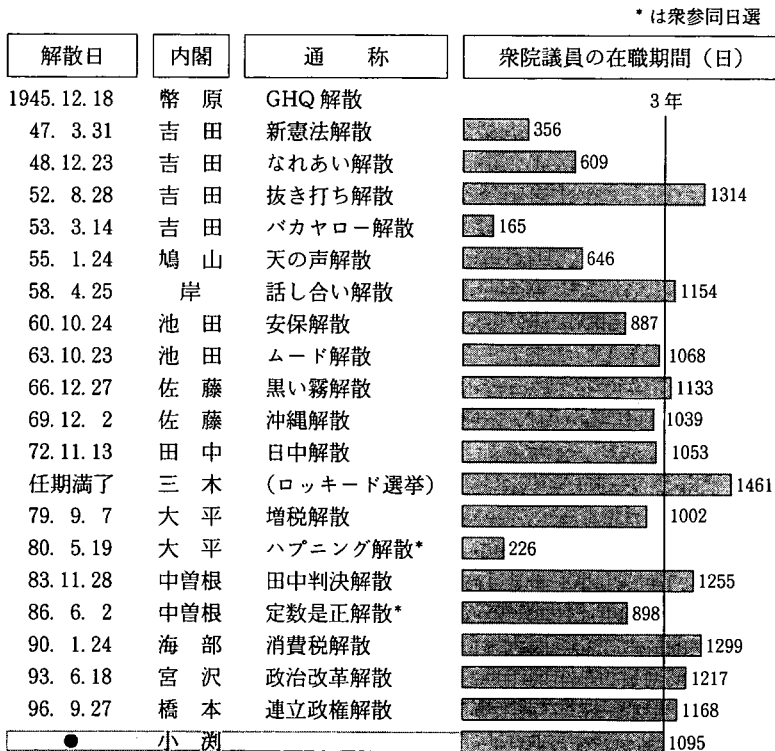 * は衆参同日選
解散日 内閣 通 称 衆院議員の在職期間（日）
3年
1945.12.18 幣 原 GHQ解散
47. 3.31 吉 田 新憲法解散 356
48.12.23 吉 田 なれあい解散 609
52. 8.28 吉 田 抜き打ち解散 1314
53. 3.14 吉 田 バカヤロー解散 165
55. 1.24 鳩 山 天の声解散 646
58. 4.25 岸 話し合い解散 1154
60.10.24 池 田 安保解散 887
63.10.23 池 田 ムード解散 1068
66.12.27 佐 藤 黒い霧解散 1133
69.12. 2 佐 藤 沖縄解散 1039
72.11.13 田 中 日中解散 1053
任期満了 三 木 (ロッキード選挙) 1461
79. 9. 7 大 平 増税解散 1002
80. 5.19 大 平 ハプニング解散* 226
83.11.28 中曽根 田中判決解散 1255
86. 6. 2 中曽根 定数是正解散* 898
90. 1.24 海 部 消費税解散 1299
93. 6.18 宮 沢 政治改革解散 1217
96. 9.27 橋 本 連立政権解散 1168
● 小 渕 1095